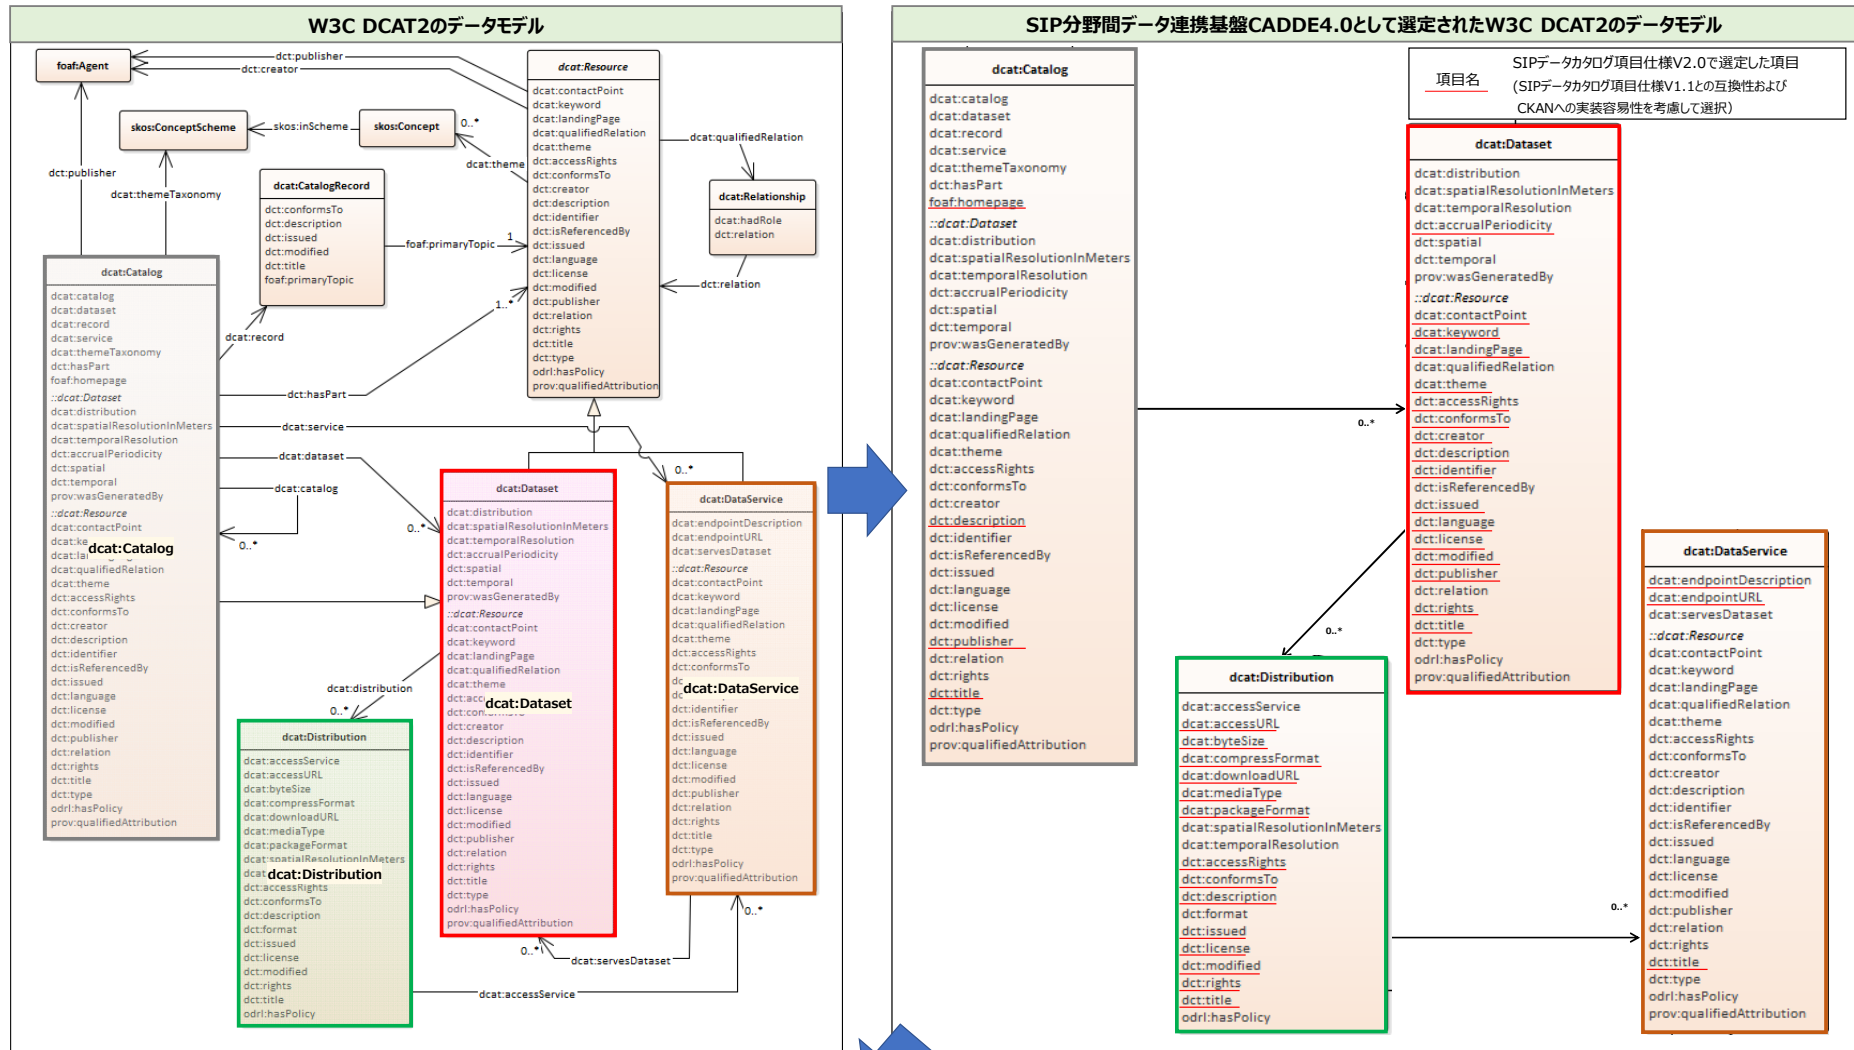 W3C DCAT2のデータモデル
foaf:Agent
dct:publisher
dct:creator
skos:ConceptScheme
skos:inScheme
skos:Concept
0..*
dcat:theme
dct:publisher
dcat:themeTaxonomy
dcat:CatalogRecord
dct:conformsTo
dct:description
dct:issued
dct:modified
dct:title
foaf:primaryTopic
foaf:primaryTopic
1
dcat:record
1..*
dct:hasPart
dcat:Resource
dcat:contactPoint
dcat:keyword
dcat:landingPage
dcat:qualifiedRelation
dcat:theme
dct:accessRights
dct:conformsTo
dct:creator
dct:description
dct:identifier
dct:isReferencedBy
dct:issued
dct:language
dct:license
dct:modified
dct:publisher
dct:relation
dct:rights
dct:title
dct:type
odrl:hasPolicy
prov:qualifiedAttribution
dcat:qualifiedRelation
dcat:Relationship
dcat:hadRole
dct:relation
dct:relation
dcat:Catalog
dcat:catalog
dcat:dataset
dcat:record
dcat:service
dcat:themeTaxonomy
dct:hasPart
foaf:homepage
::dcat:Dataset
dcat:distribution
dcat:spatialResolutionInMeters
dcat:temporalResolution
dct:accrualPeriodicity
dct:spatial
dct:temporal
prov:wasGeneratedBy
::dcat:Resource
dcat:contactPoint
dcat:ke
dcat:Catalog
dcat:la
dcat:qualifiedRelation
dcat:theme
dct:accessRights
dct:conformsTo
dct:creator
dct:description
dct:identifier
dct:isReferencedBy
dct:issued
dct:language
dct:license
dct:modified
dct:publisher
dct:relation
dct:rights
dct:title
dct:type
odrl:hasPolicy
prov:qualifiedAttribution
dcat:service
0..*
dcat:dataset
0..*
dcat:catalog
0..*
dcat:Dataset
dcat:distribution
dcat:spatialResolutionInMeters
dcat:temporalResolution
dct:accrualPeriodicity
dct:spatial
dct:temporal
prov:wasGeneratedBy
::dcat:Resource
dcat:contactPoint
dcat:keyword
dcat:landingPage
dcat:qualifiedRelation
dcat:theme
dct:acc
dcat:Dataset
dct:con
dct:creator
dct:description
dct:identifier
dct:isReferencedBy
dct:issued
dct:language
dct:license
dct:modified
dct:publisher
dct:relation
dct:rights
dct:title
dct:type
odrl:hasPolicy
prov:qualifiedAttribution
dcat:DataService
dcat:endpointDescription
dcat:endpointURL
dcat:servesDataset
::dcat:Resource
dcat:contactPoint
dcat:keyword
dcat:landingPage
dcat:qualifiedRelation
dcat:theme
dct:accessRights
dct:conformsTo
dc
dcat:DataService
dc
dct:identifier
dct:isReferencedBy
dct:issued
dct:language
dct:license
dct:modified
dct:publisher
dct:relation
dct:rights
dct:title
dct:type
odrl:hasPolicy
prov:qualifiedAttribution
dcat:distribution
0..*
dcat:Distribution
dcat:accessService
dcat:accessURL
dcat:byteSize
dcat:compressFormat
dcat:downloadURL
dcat:mediaType
dcat:packageFormat
dcat:spatialResolutionInMeters
dcat
dcat:Distribution
dct:accessRights
dct:conformsTo
dct:description
dct:format
dct:issued
dct:license
dct:modified
dct:rights
dct:title
odrl:hasPolicy
0..*
dcat:servesDataset
0..*
dcat:accessService
SIP分野間データ連携基盤CADDE4.0として選定されたW3C DCAT2のデータモデル
項目名
SIPデータカタログ項目仕様V2.0で選定した項目
(SIPデータカタログ項目仕様V1.1との互換性および
CKANへの実装容易性を考慮して選択)
dcat:Catalog
dcat:catalog
dcat:dataset
dcat:record
dcat:service
dcat:themeTaxonomy
dct:hasPart
foaf:homepage
::dcat:Dataset
dcat:distribution
dcat:spatialResolutionInMeters
dcat:temporalResolution
dct:accrualPeriodicity
dct:spatial
dct:temporal
prov:wasGeneratedBy
::dcat:Resource
dcat:contactPoint
dcat:keyword
dcat:landingPage
dcat:qualifiedRelation
dcat:theme
dct:accessRights
dct:conformsTo
dct:creator
dct:description
dct:identifier
dct:isReferencedBy
dct:issued
dct:language
dct:license
dct:modified
dct:publisher
dct:relation
dct:rights
dct:title
dct:type
odrl:hasPolicy
prov:qualifiedAttribution
0..*
dcat:Dataset
dcat:distribution
dcat:spatialResolutionInMeters
dcat:temporalResolution
dct:accrualPeriodicity
dct:spatial
dct:temporal
prov:wasGeneratedBy
::dcat:Resource
dcat:contactPoint
dcat:keyword
dcat:landingPage
dcat:qualifiedRelation
dcat:theme
dct:accessRights
dct:conformsTo
dct:creator
dct:description
dct:identifier
dct:isReferencedBy
dct:issued
dct:language
dct:license
dct:modified
dct:publisher
dct:relation
dct:rights
dct:title
dct:type
odrl:hasPolicy
prov:qualifiedAttribution
0..*
dcat:Distribution
dcat:accessService
dcat:accessURL
dcat:byteSize
dcat:compressFormat
dcat:downloadURL
dcat:mediaType
dcat:packageFormat
dcat:spatialResolutionInMeters
dcat:temporalResolution
dct:accessRights
dct:conformsTo
dct:description
dct:format
dct:issued
dct:license
dct:modified
dct:rights
dct:title
odrl:hasPolicy
0..*
dcat:DataService
dcat:endpointDescription
dcat:endpointURL
dcat:servesDataset
::dcat:Resource
dcat:contactPoint
dcat:keyword
dcat:landingPage
dcat:qualifiedRelation
dcat:theme
dct:accessRights
dct:conformsTo
dct:creator
dct:description
dct:identifier
dct:isReferencedBy
dct:issued
dct:language
dct:license
dct:modified
dct:publisher
dct:relation
dct:rights
dct:title
dct:type
odrl:hasPolicy
prov:qualifiedAttribution